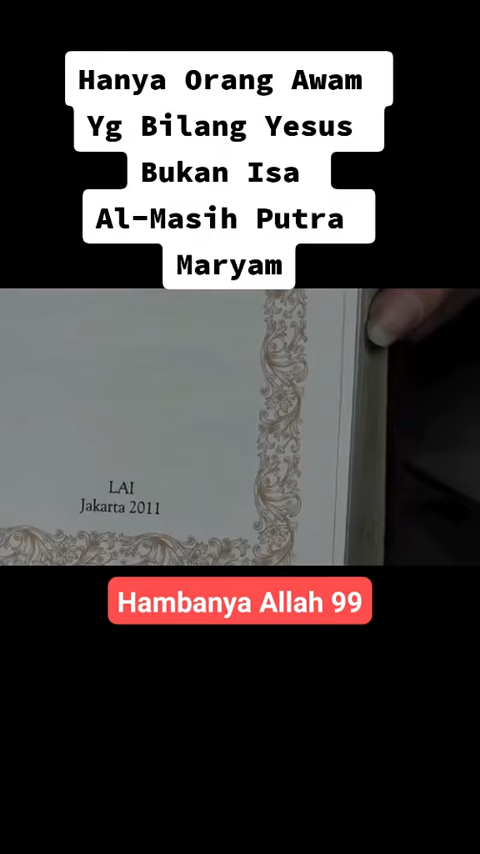 Hanya Orang Awam
Yg Bilang Yesus
Bukan Isa
Al-Masih Putra
Maryam
LAI
Jakarta 2011
Hambanya Allah 99